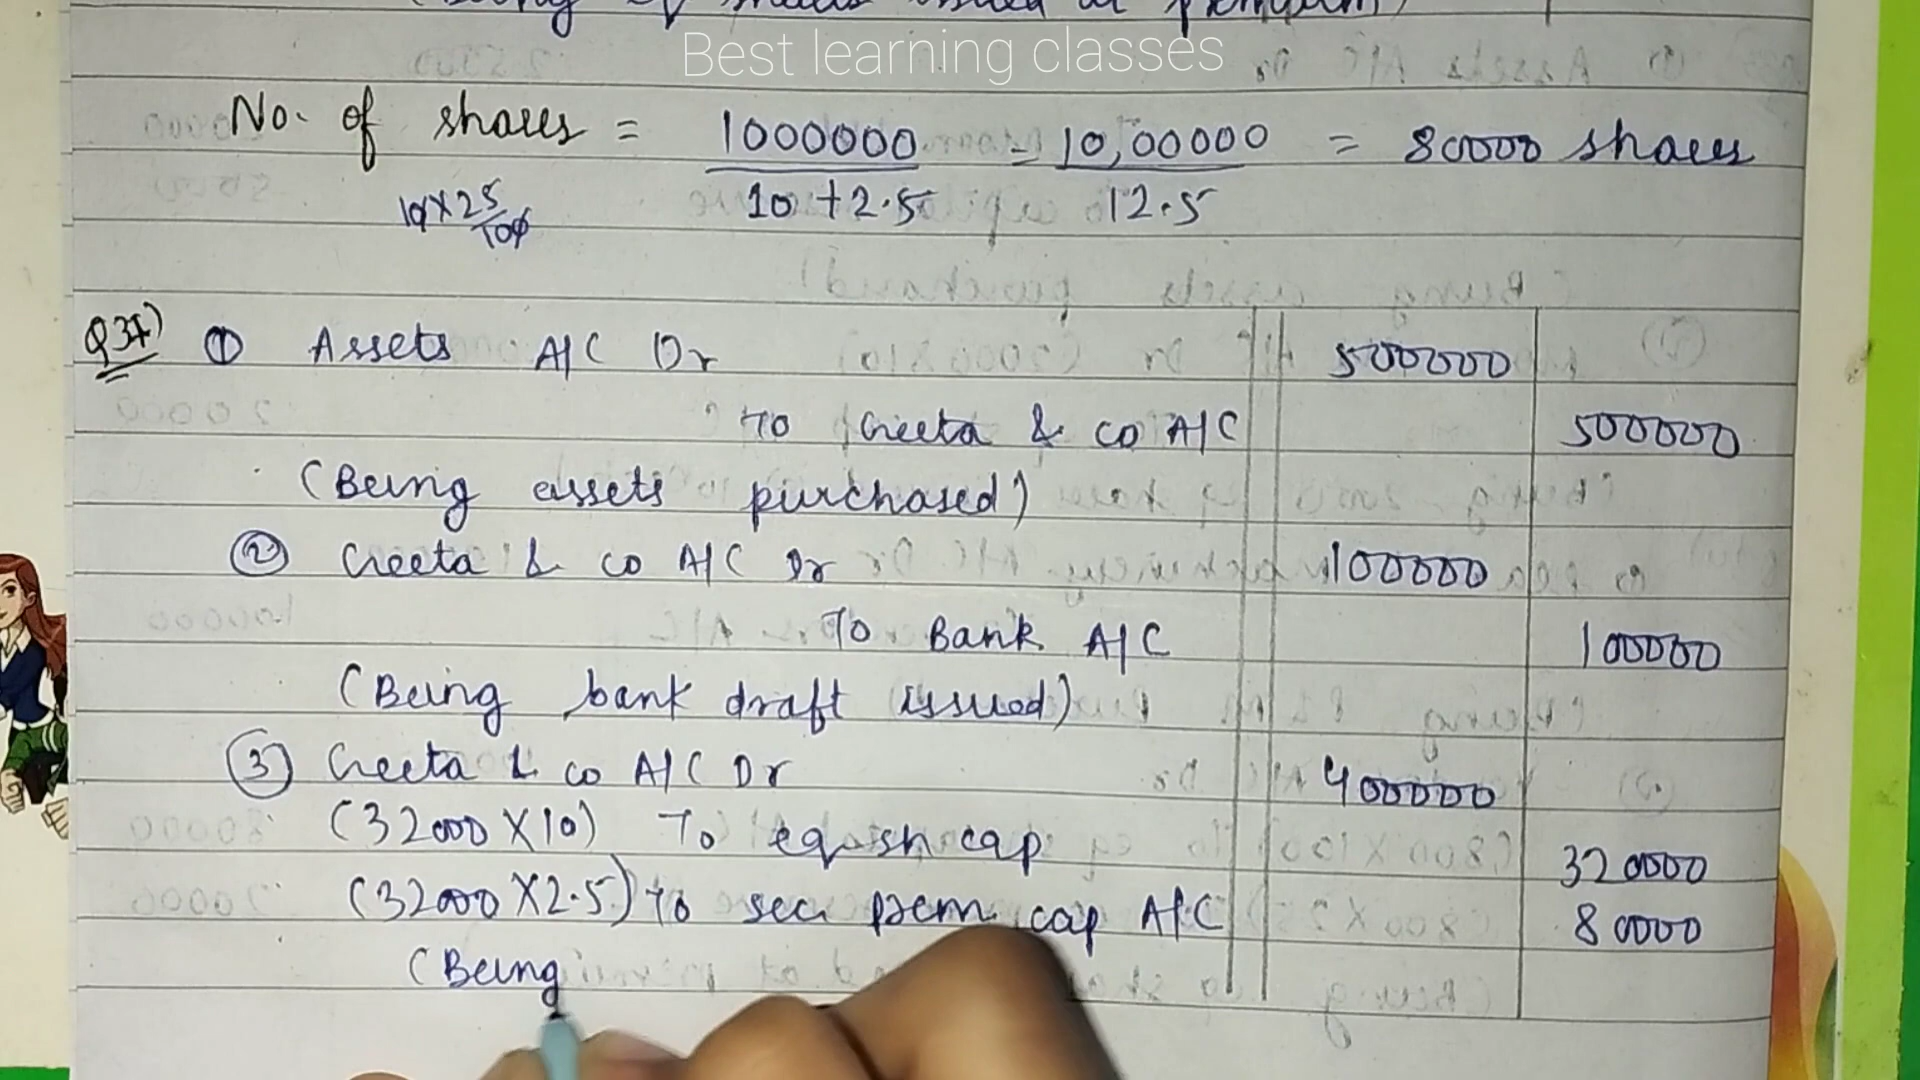 Best learning classes
No. of shares = 1000000 / 10 + 2.5 = 10,00000 / 12.5 = 80000 shares
10 X 25 / 100
Q37) ① Assets A/C Dr 500000
To Geeta & co A/C 500000
(Being assets purchased)
② Geeta & co A/C Dr 100000
To Bank A/C 100000
(Being bank draft issued)
③ Geeta & co A/C Dr 400000
(32000 X 10) To eq sh cap 320000
(32000 X 2.5) to sec prem cap A/C 80000
(Being